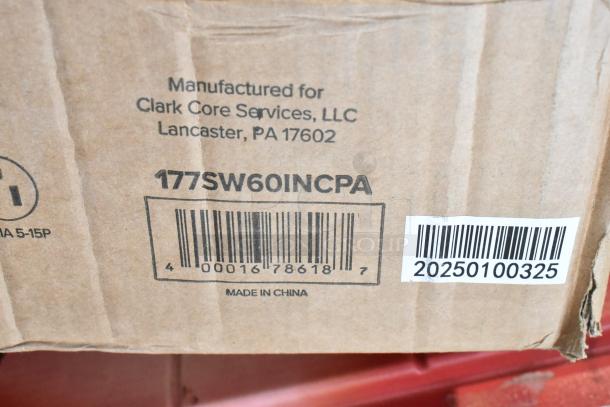 Manufactured for
Clark Core Services, LLC
Lancaster, PA 17602
177SW60INCPA
5-15P
4 00016 78618 7
20250100325
MADE IN CHINA